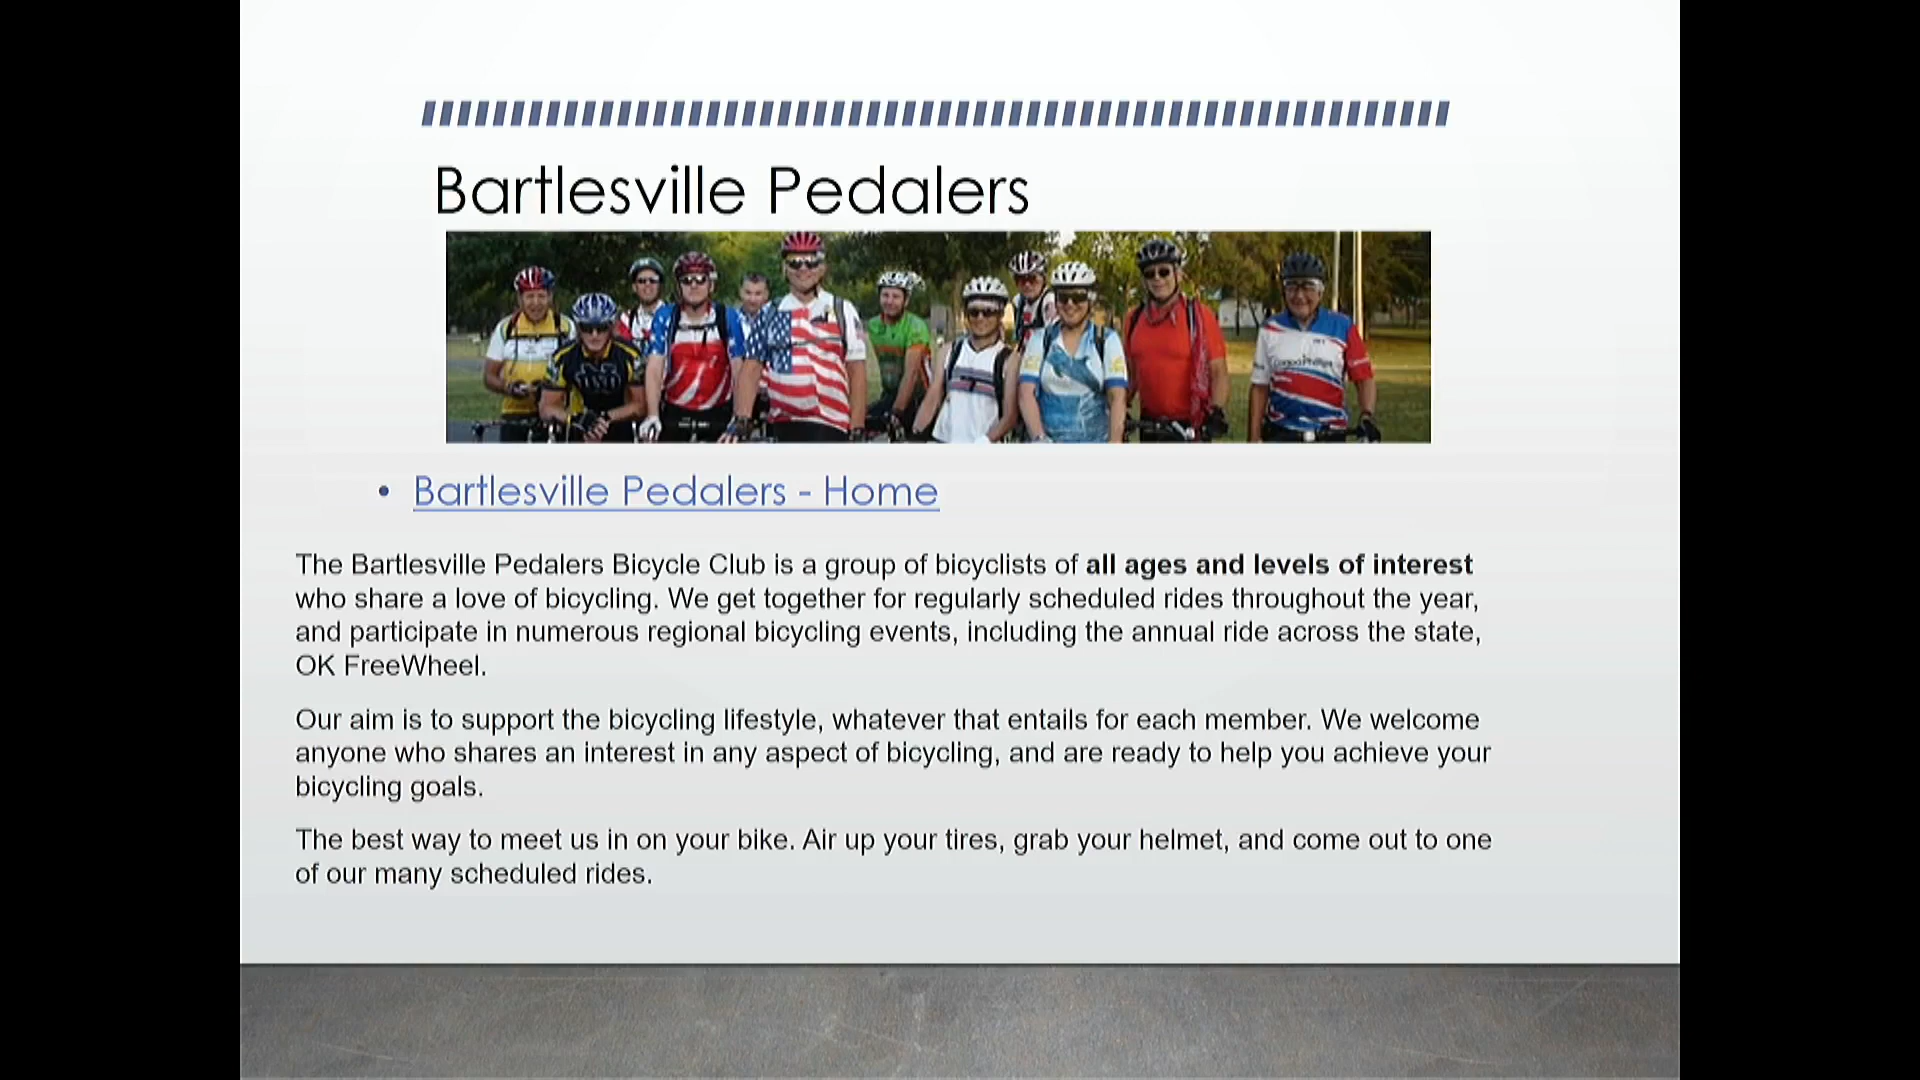 Bartlesville Pedalers
• Bartlesville Pedalers - Home
The Bartlesville Pedalers Bicycle Club is a group of bicyclists of all ages and levels of interest
who share a love of bicycling. We get together for regularly scheduled rides throughout the year,
and participate in numerous regional bicycling events, including the annual ride across the state,
OK FreeWheel.
Our aim is to support the bicycling lifestyle, whatever that entails for each member. We welcome
anyone who shares an interest in any aspect of bicycling, and are ready to help you achieve your
bicycling goals.
The best way to meet us in on your bike. Air up your tires, grab your helmet, and come out to one
of our many scheduled rides.